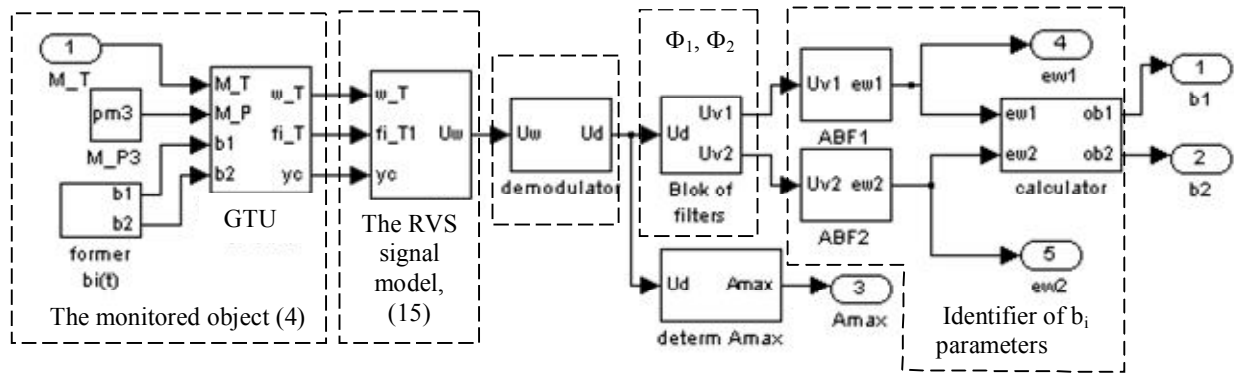 1
M_T
pm3
M_P3
b1
b2
former
bi(t)
M_T
M_P
b1
b2
w_T
fi_T
yc
GTU
The monitored object (4)
w_T
fi_T1
yc
Uw
The RVS
signal
model,
(15)
Uw Ud
demodulator
Φ1, Φ2
Ud
Uv1
Uv2
Blok of
filters
Ud Amax
determ Amax
3
Amax
Uv1 ew1
ABF1
Uv2 ew2
ABF2
4
ew1
ew1
ew2
ob1
ob2
calculator
5
ew2
1
b1
2
b2
Identifier of bi
parameters